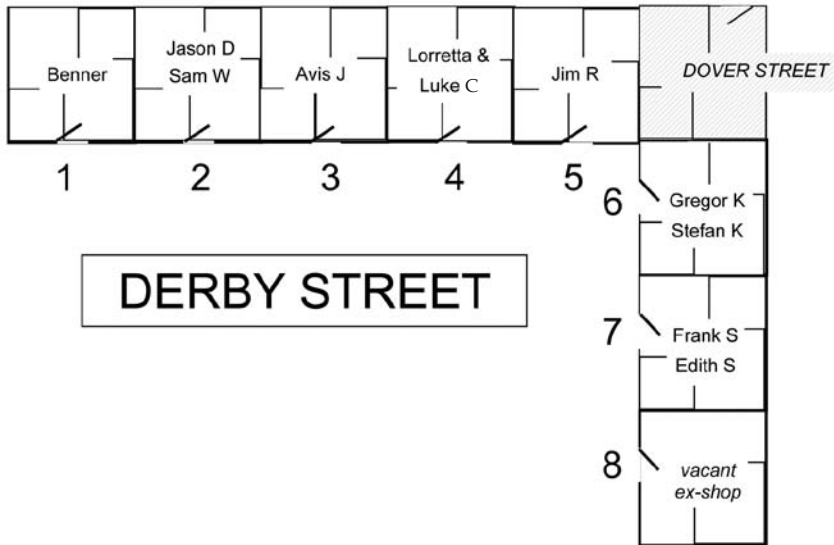 Benner
Jason D
Sam W
Avis J
Lorretta &
Luke C
Jim R
DOVER STREET
1
2
3
4
5
6
Gregor K
Stefan K
DERBY STREET
7
Frank S
Edith S
8
vacant
ex-shop